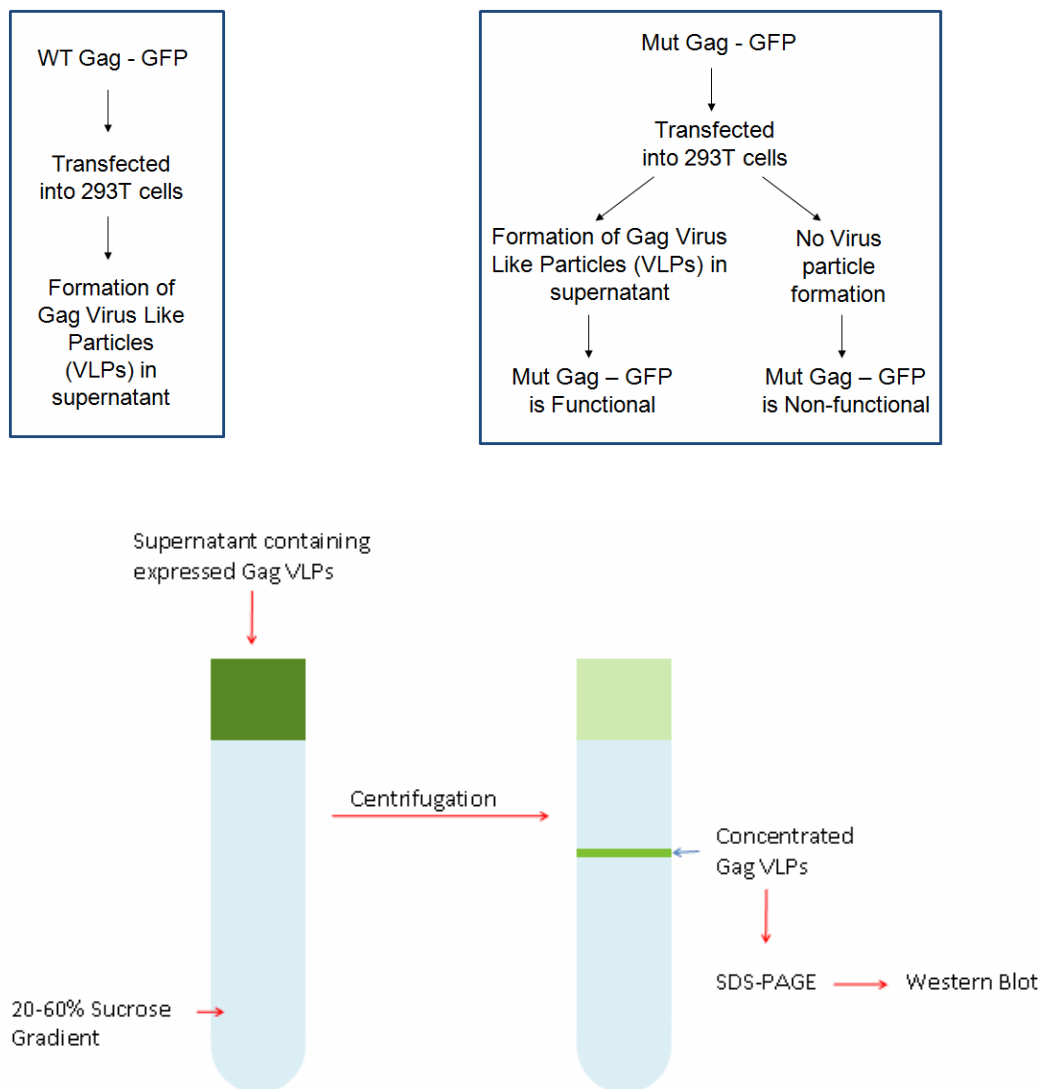 WT Gag - GFP
Transfected
into 293T cells
Formation of
Gag Virus Like
Particles
(VLPs) in
supernatant
Mut Gag - GFP
Transfected
into 293T cells
Formation of Gag Virus
Like Particles (VLPs) in
supernatant
No Virus
particle
formation
Mut Gag – GFP
is Functional
Mut Gag – GFP
is Non-functional
Supernatant containing
expressed Gag VLPs
Centrifugation
Concentrated
Gag VLPs
SDS-PAGE
Western Blot
20-60% Sucrose
Gradient